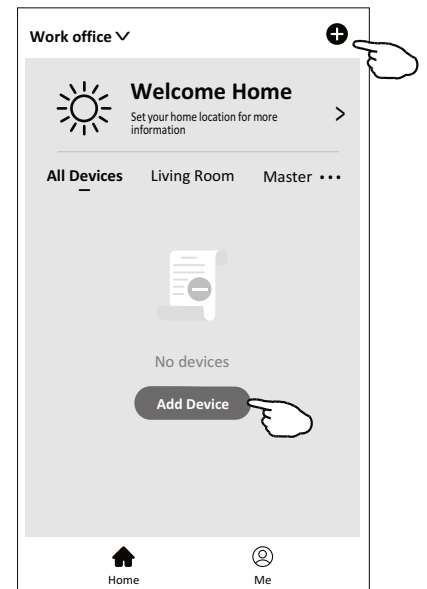 Work office
Welcome Home
Set your home location for more
information
All Devices Living Room Master
No devices
Add Device
Home Me